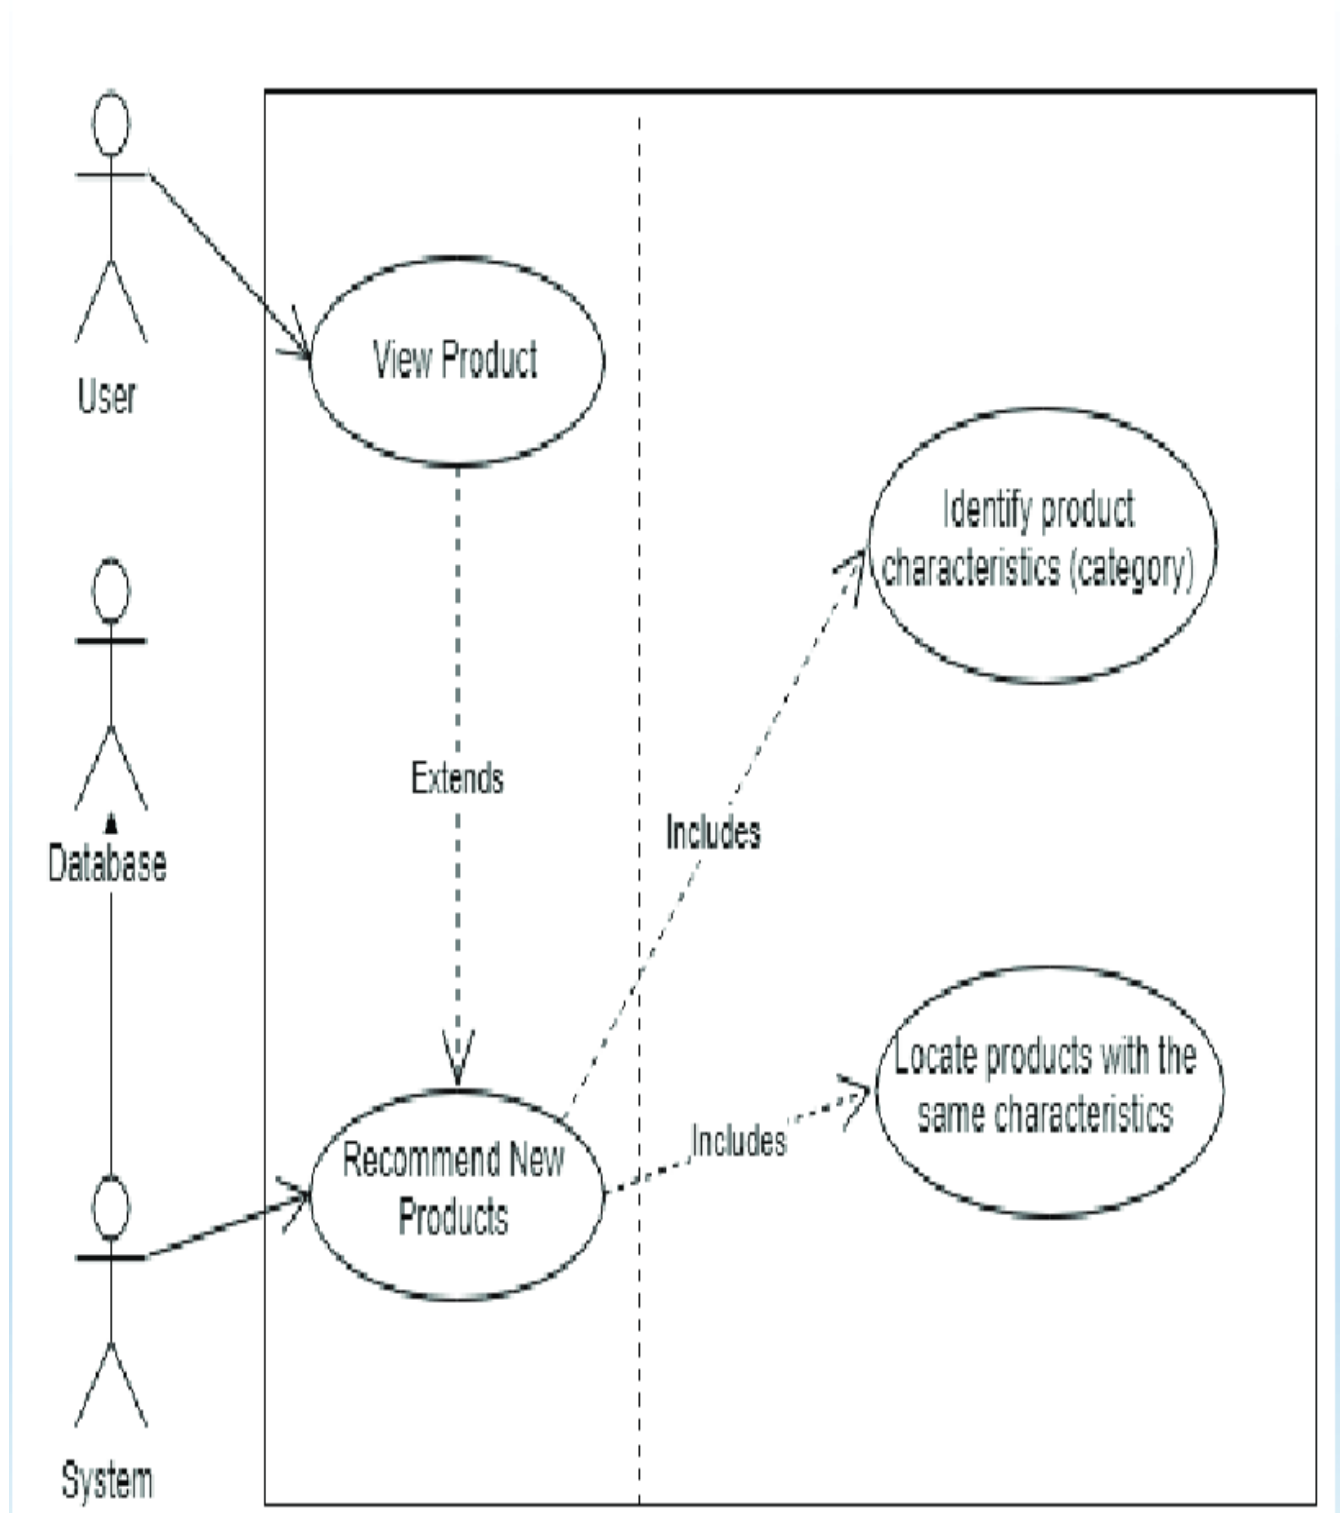 User
View Product
Identify product
characteristics (category)
Extends
Includes
Database
Locate products with the
same characteristics
Includes
Recommend New
Products
System